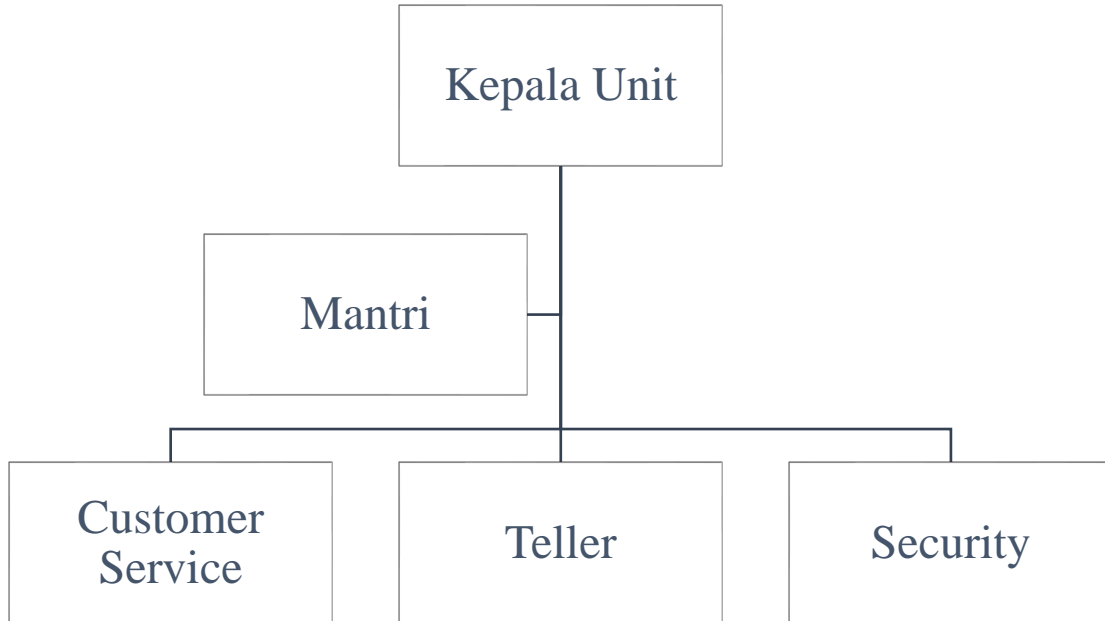 Kepala Unit
Mantri
Customer
Service
Teller
Security